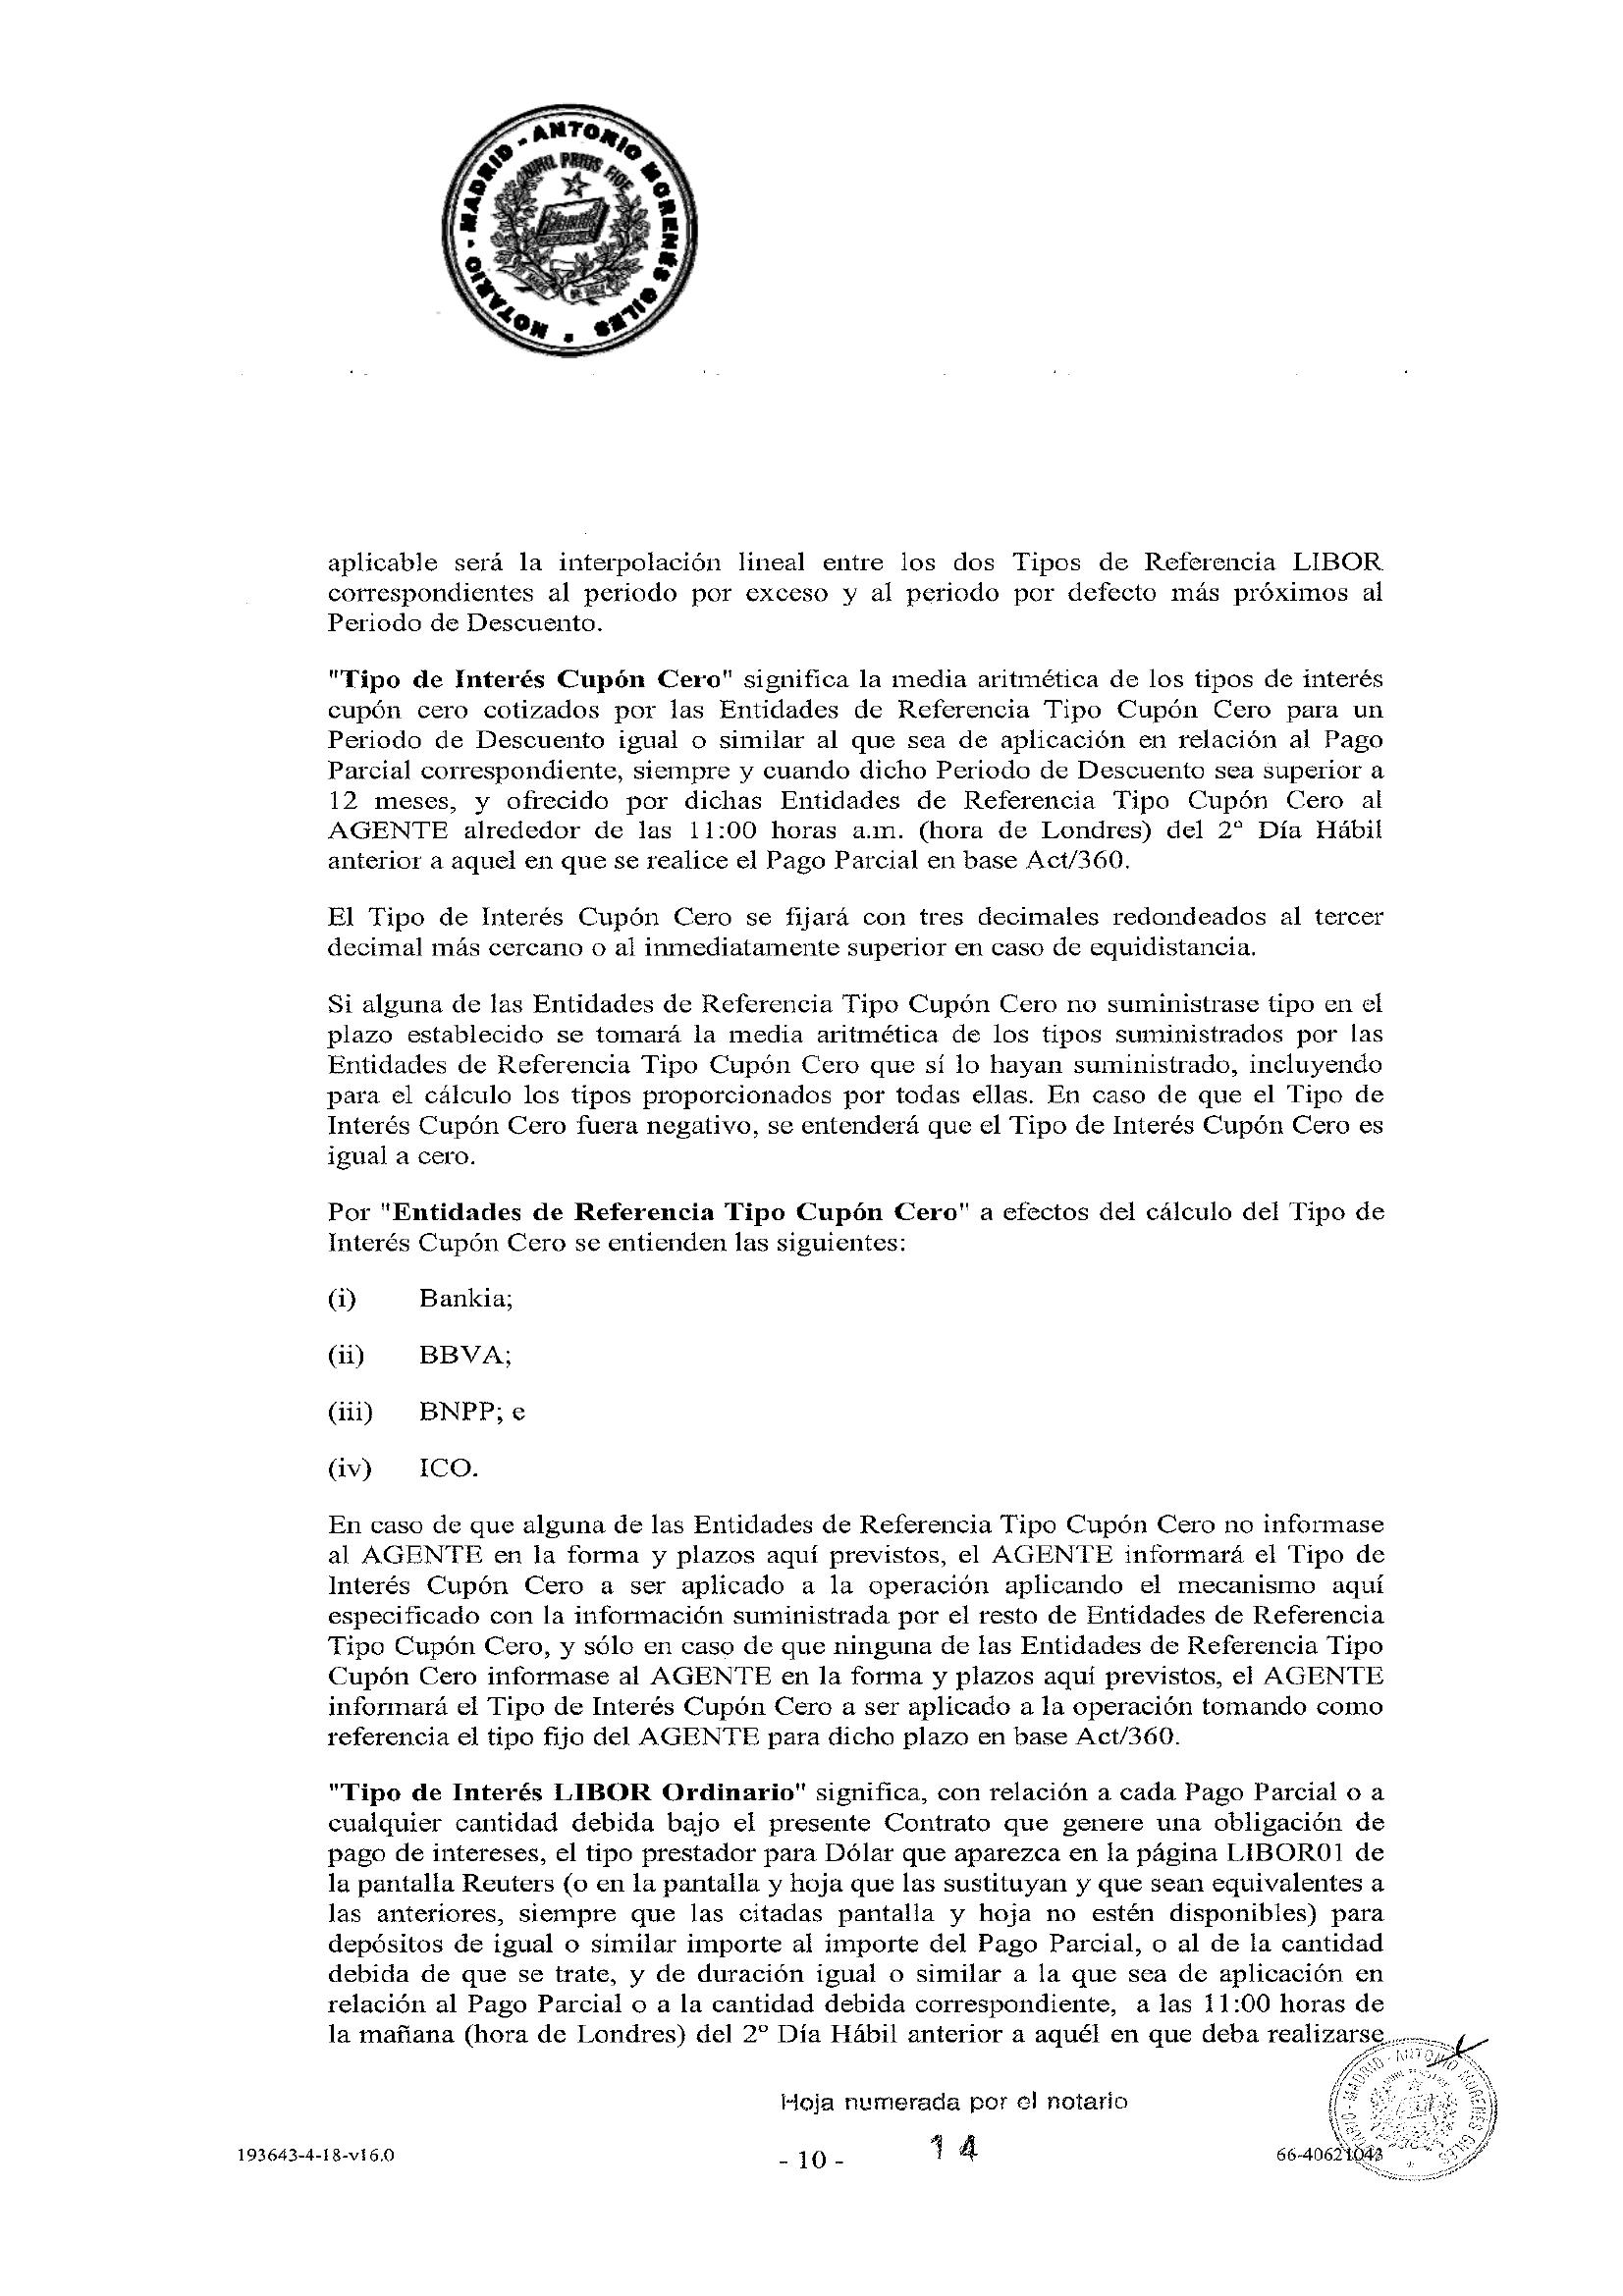 NOTARIO - MADRID - ANTONIO MORENES GILES
NIHIL PRIUS FIDE
aplicable será la interpolación lineal entre los dos Tipos de Referencia LIBOR
correspondientes al periodo por exceso y al periodo por defecto más próximos al
Periodo de Descuento.
"Tipo de Interés Cupón Cero" significa la media aritmética de los tipos de interés
cupón cero cotizados por las Entidades de Referencia Tipo Cupón Cero para un
Periodo de Descuento igual o similar al que sea de aplicación en relación al Pago
Parcial correspondiente, siempre y cuando dicho Periodo de Descuento sea superior a
12 meses, y ofrecido por dichas Entidades de Referencia Tipo Cupón Cero al
AGENTE alrededor de las 11:00 horas a.m. (hora de Londres) del 2º Día Hábil
anterior a aquel en que se realice el Pago Parcial en base Act/360.
El Tipo de Interés Cupón Cero se fijará con tres decimales redondeados al tercer
decimal más cercano o al inmediatamente superior en caso de equidistancia.
Si alguna de las Entidades de Referencia Tipo Cupón Cero no suministrase tipo en el
plazo establecido se tomará la media aritmética de los tipos suministrados por las
Entidades de Referencia Tipo Cupón Cero que sí lo hayan suministrado, incluyendo
para el cálculo los tipos proporcionados por todas ellas. En caso de que el Tipo de
Interés Cupón Cero fuera negativo, se entenderá que el Tipo de Interés Cupón Cero es
igual a cero.
Por "Entidades de Referencia Tipo Cupón Cero" a efectos del cálculo del Tipo de
Interés Cupón Cero se entienden las siguientes:
(i) Bankia;
(ii) BBVA;
(iii) BNPP; e
(iv) ICO.
En caso de que alguna de las Entidades de Referencia Tipo Cupón Cero no informase
al AGENTE en la forma y plazos aquí previstos, el AGENTE informará el Tipo de
Interés Cupón Cero a ser aplicado a la operación aplicando el mecanismo aquí
especificado con la información suministrada por el resto de Entidades de Referencia
Tipo Cupón Cero, y sólo en caso de que ninguna de las Entidades de Referencia Tipo
Cupón Cero informase al AGENTE en la forma y plazos aquí previstos, el AGENTE
informará el Tipo de Interés Cupón Cero a ser aplicado a la operación tomando como
referencia el tipo fijo del AGENTE para dicho plazo en base Act/360.
"Tipo de Interés LIBOR Ordinario" significa, con relación a cada Pago Parcial o a
cualquier cantidad debida bajo el presente Contrato que genere una obligación de
pago de intereses, el tipo prestador para Dólar que aparezca en la página LIBOR01 de
la pantalla Reuters (o en la pantalla y hoja que las sustituyan y que sean equivalentes a
las anteriores, siempre que las citadas pantalla y hoja no estén disponibles) para
depósitos de igual o similar importe al importe del Pago Parcial, o al de la cantidad
debida de que se trate, y de duración igual o similar a la que sea de aplicación en
relación al Pago Parcial o a la cantidad debida correspondiente, a las 11:00 horas de
la mañana (hora de Londres) del 2º Día Hábil anterior a aquél en que deba realizarse
Hoja numerada por el notario
193643-4-18-v16.0
- 10 -
14
66-40621043